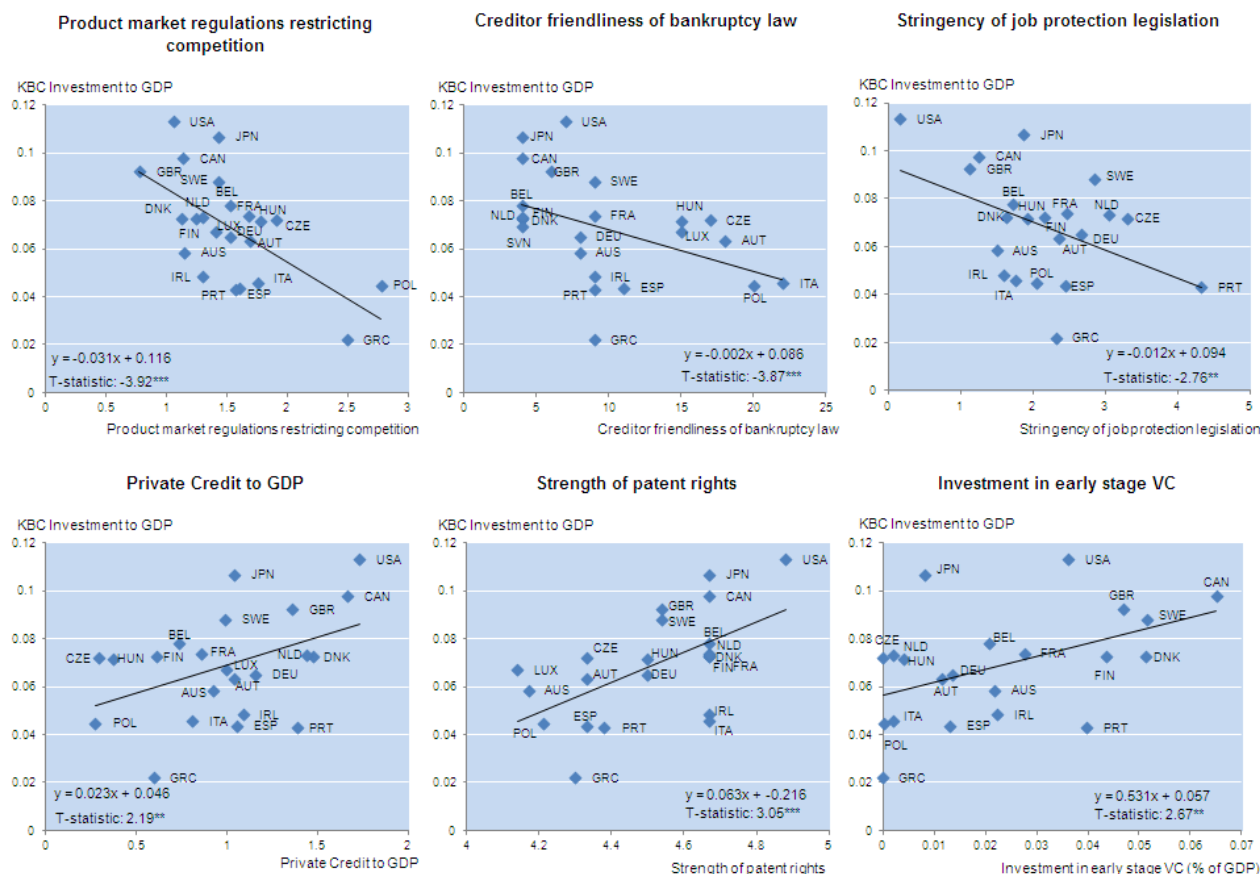 Product market regulations restricting
competition
KBC Investment to GDP
0.12
0.1
0.08
0.06
0.04
0.02
0
USA
JPN
CAN
GBR
SWE
BEL
NLD
FRA
DNK
HUN
CZE
LUX
FIN
DEU
AUT
AUS
IRL
ITA
PRT
ESP
POL
GRC
y = -0.031x + 0.116
T-statistic: -3.92***
0 0.5 1 1.5 2 2.5 3
Product market regulations restricting competition
Creditor friendliness of bankruptcy law
KBC Investment to GDP
0.12
0.1
0.08
0.06
0.04
0.02
0
USA
JPN
CAN
GBR
SWE
BEL
NLD
FIN
DNK
FRA
HUN
CZE
SVN
LUX
DEU
AUT
AUS
IRL
PRT
ESP
POL
ITA
GRC
y = -0.002x + 0.086
T-statistic: -3.87***
0 5 10 15 20 25
Creditor friendliness of bankruptcy law
Stringency of job protection legislation
KBC Investment to GDP
0.12
0.1
0.08
0.06
0.04
0.02
0
USA
JPN
CAN
GBR
SWE
BEL
HUN
FRA
NLD
DNK
FIN
CZE
DEU
AUT
AUS
IRL
POL
ITA
ESP
PRT
GRC
y = -0.012x + 0.094
T-statistic: -2.76**
0 1 2 3 4 5
Stringency of job protection legislation
Private Credit to GDP
KBC Investment to GDP
0.12
0.1
0.08
0.06
0.04
0.02
0
USA
JPN
CAN
GBR
SWE
BEL
CZE
HUN
FIN
FRA
NLD
DNK
LUX
DEU
AUT
AUS
IRL
POL
ITA
ESP
PRT
GRC
y = 0.023x + 0.046
T-statistic: 2.19**
0 0.5 1 1.5 2
Private Credit to GDP
Strength of patent rights
KBC Investment to GDP
0.12
0.1
0.08
0.06
0.04
0.02
0
USA
JPN
CAN
GBR
SWE
BEL
CZE
HUN
NLD
DNK
FINFRA
LUX
AUT
DEU
AUS
ESP
IRL
POL
PRT
ITA
GRC
y = 0.063x + -0.216
T-statistic: 3.05***
4 4.2 4.4 4.6 4.8 5
Strength of patent rights
Investment in early stage VC
KBC Investment to GDP
0.12
0.1
0.08
0.06
0.04
0.02
0
USA
JPN
CAN
GBR
SWE
CZE
NLD
BEL
HUN
FRA
DNK
FIN
DEU
AUT
AUS
ITA
IRL
POL
ESP
PRT
GRC
y = 0.531x + 0.057
T-statistic: 2.67**
0 0.01 0.02 0.03 0.04 0.05 0.06 0.07
Investment in early stage VC (% of GDP)